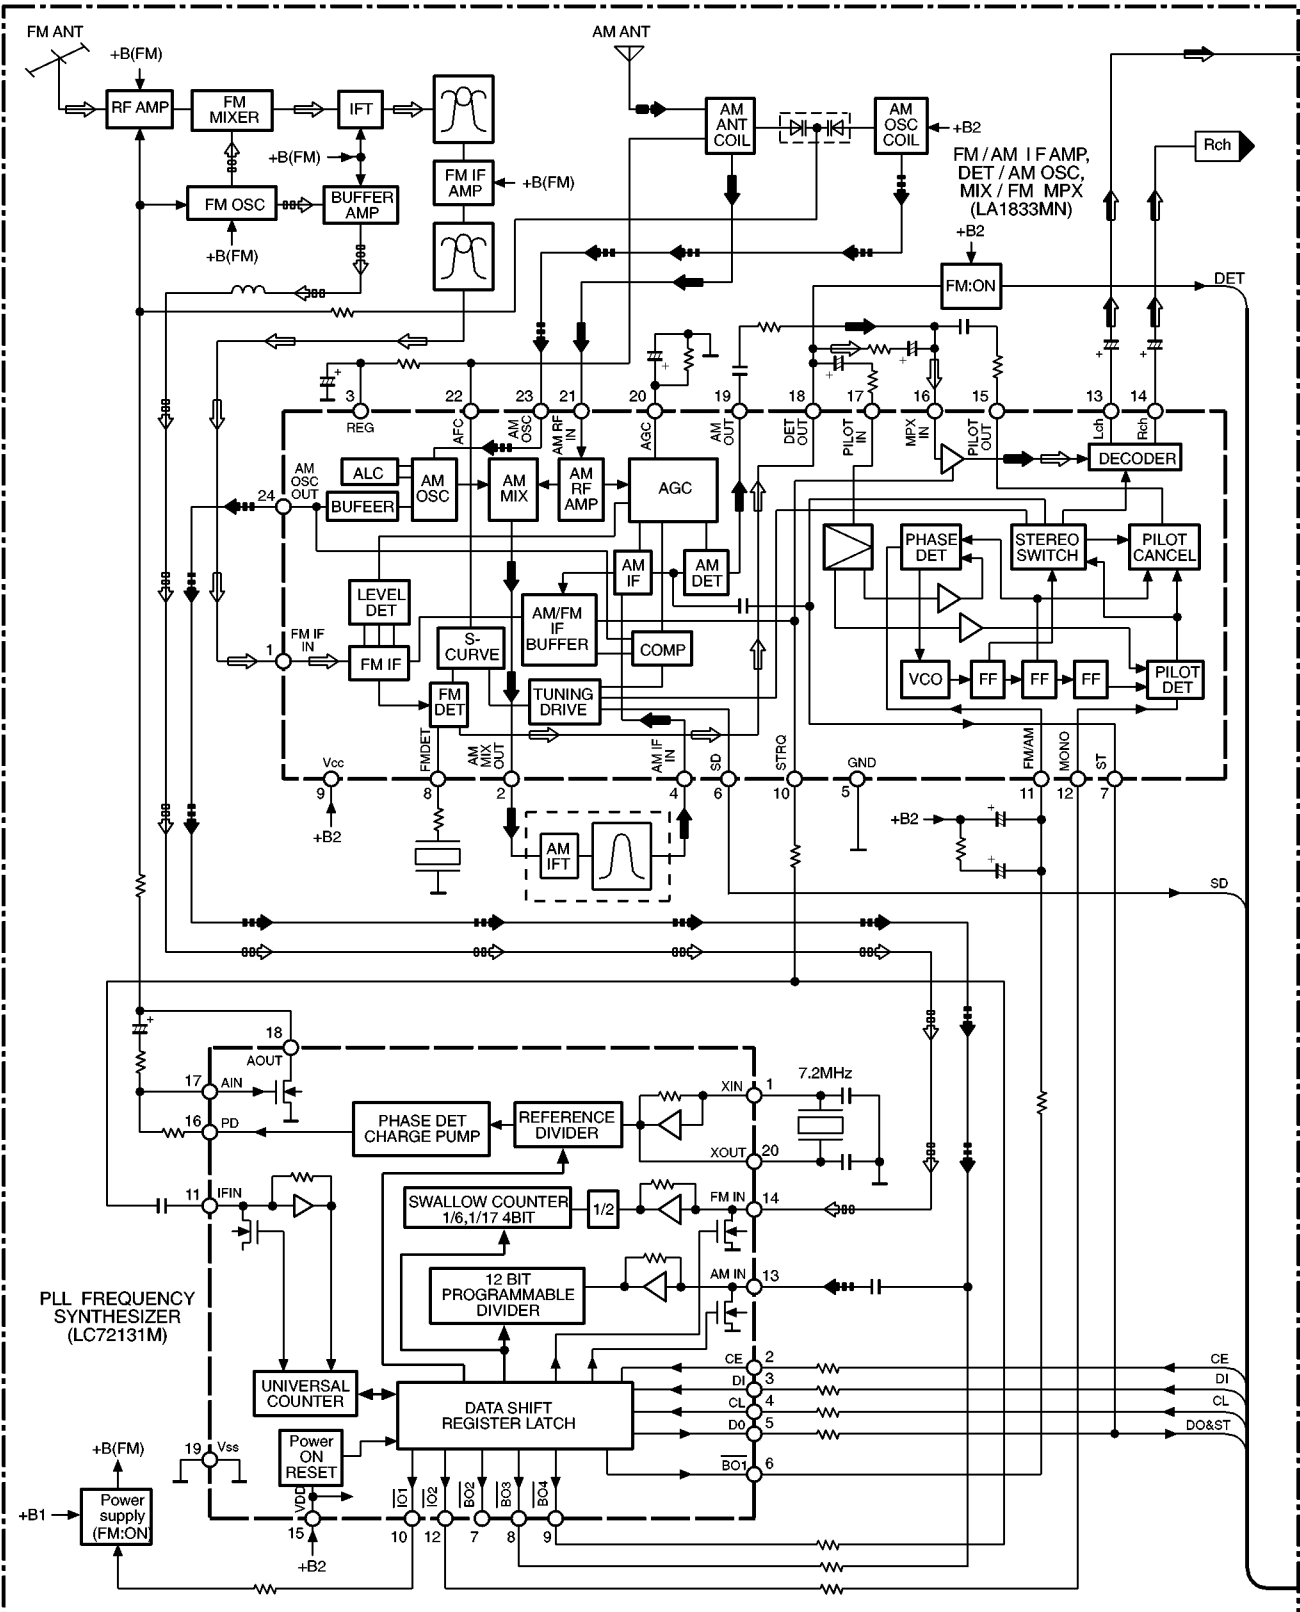 FM ANT
+B(FM)
AM ANT
RF AMP
FM
MIXER
IFT
AM
ANT
COIL
AM
OSC
COIL
+B2
Rch
+B(FM)
FM IF
AMP
+B(FM)
FM OSC
BUFFER
AMP
+B(FM)
FM / AM I F AMP,
DET / AM OSC,
MIX / FM MPX
(LA1833MN)
+B2
FM:ON
DET
3
22
23
21
20
19
18
17
16
15
13
14
REG
AFC
AM
OSC
AM RF
IN
AGC
AM
OUT
DET
OUT
PILOT
IN
MPX
IN
PILOT
OUT
Lch
Rch
AM
OSC
OUT
24
ALC
BUFEER
AM
OSC
AM
MIX
AM
RF
AMP
AGC
DECODER
PHASE
DET
STEREO
SWITCH
PILOT
CANCEL
LEVEL
DET
AM
IF
AM
DET
AM/FM
IF
BUFFER
1
FM IF
IN
FM IF
S-
CURVE
COMP
FM
DET
TUNING
DRIVE
VCO
FF
FF
FF
PILOT
DET
Vcc
FMDET
AM
MIX
OUT
AM IF
IN
SD
STRQ
GND
FM/AM
MONO
ST
9
8
2
4
6
10
5
11
12
7
+B2
AM
IFT
+B2
SD
18
AOUT
17
AIN
16
PD
PHASE DET
CHARGE PUMP
REFERENCE
DIVIDER
XIN
1
7.2MHz
XOUT
20
11
IFIN
SWALLOW COUNTER
1/6,1/17 4BIT
1/2
FM IN
14
12 BIT
PROGRAMMABLE
DIVIDER
AM IN
13
PLL FREQUENCY
SYNTHESIZER
(LC72131M)
UNIVERSAL
COUNTER
DATA SHIFT
REGISTER LATCH
CE
2
CE
DI
3
DI
CL
4
CL
D0
5
DO&ST
BO1
6
19
Vss
Power
ON
RESET
+B(FM)
+B1
Power
supply
(FM:ON)
VDD
IO1
IO2
BO2
BO3
BO4
15
10
12
7
8
9
+B2